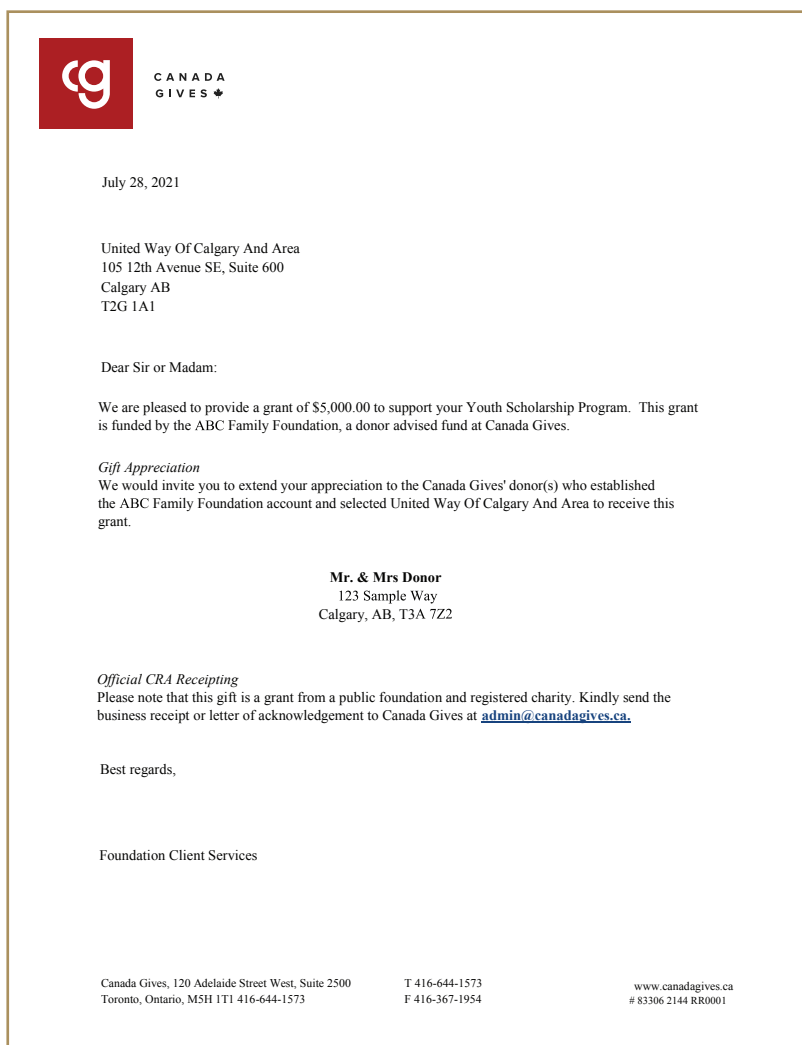 cg
CANADA
GIVES
July 28, 2021
United Way Of Calgary And Area
105 12th Avenue SE, Suite 600
Calgary AB
T2G 1A1
Dear Sir or Madam:
We are pleased to provide a grant of $5,000.00 to support your Youth Scholarship Program.  This grant
is funded by the ABC Family Foundation, a donor advised fund at Canada Gives.
Gift Appreciation
We would invite you to extend your appreciation to the Canada Gives' donor(s) who established
the ABC Family Foundation account and selected United Way Of Calgary And Area to receive this
grant.
Mr. & Mrs Donor
123 Sample Way
Calgary, AB, T3A 7Z2
Official CRA Receipting
Please note that this gift is a grant from a public foundation and registered charity. Kindly send the
business receipt or letter of acknowledgement to Canada Gives at admin@canadagives.ca.
Best regards,
Foundation Client Services
Canada Gives, 120 Adelaide Street West, Suite 2500 T 416-644-1573 www.canadagives.ca
Toronto, Ontario, M5H 1T1 416-644-1573 F 416-367-1954 # 83306 2144 RR0001